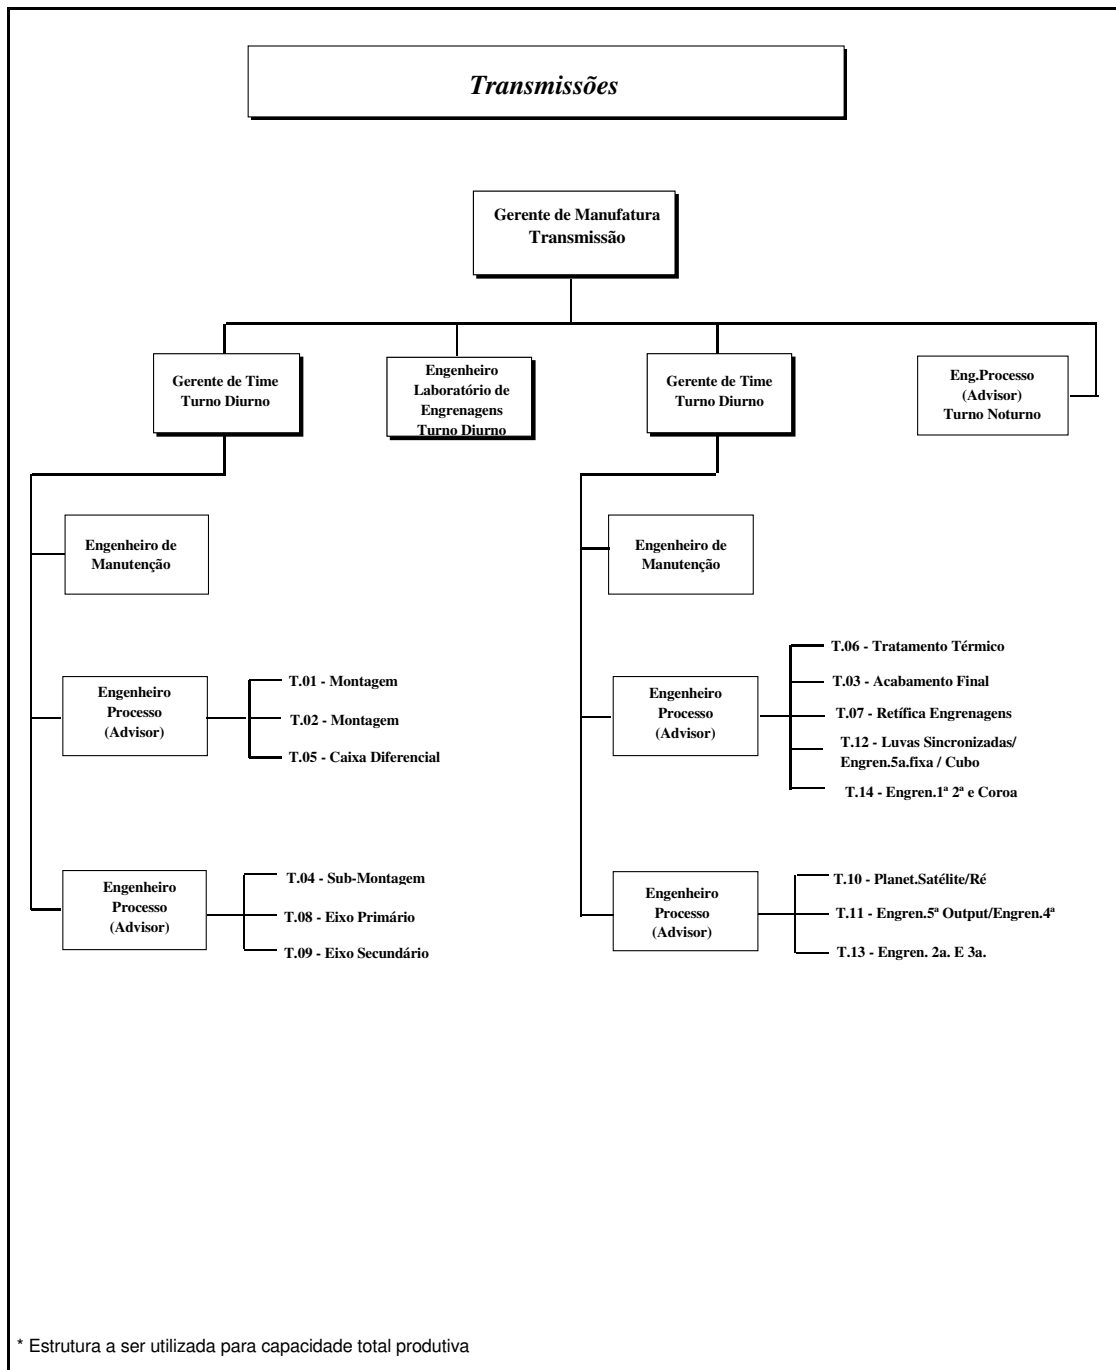 Transmissões
Gerente de Manufatura
Transmissão
Gerente de Time
Turno Diurno
Engenheiro
Laboratório de
Engrenagens
Turno Diurno
Gerente de Time
Turno Diurno
Eng.Processo
(Advisor)
Turno Noturno
Engenheiro de
Manutenção
Engenheiro
Processo
(Advisor)
T.01 - Montagem
T.02 - Montagem
T.05 - Caixa Diferencial
Engenheiro
Processo
(Advisor)
T.04 - Sub-Montagem
T.08 - Eixo Primário
T.09 - Eixo Secundário
Engenheiro de
Manutenção
Engenheiro
Processo
(Advisor)
T.06 - Tratamento Térmico
T.03 - Acabamento Final
T.07 - Retífica Engrenagens
T.12 - Luvas Sincronizadas/
Engren.5a.fixa / Cubo
T.14 - Engren.1ª 2ª e Coroa
Engenheiro
Processo
(Advisor)
T.10 - Planet.Satélite/Ré
T.11 - Engren.5ª Output/Engren.4ª
T.13 - Engren. 2a. E 3a.
* Estrutura a ser utilizada para capacidade total produtiva